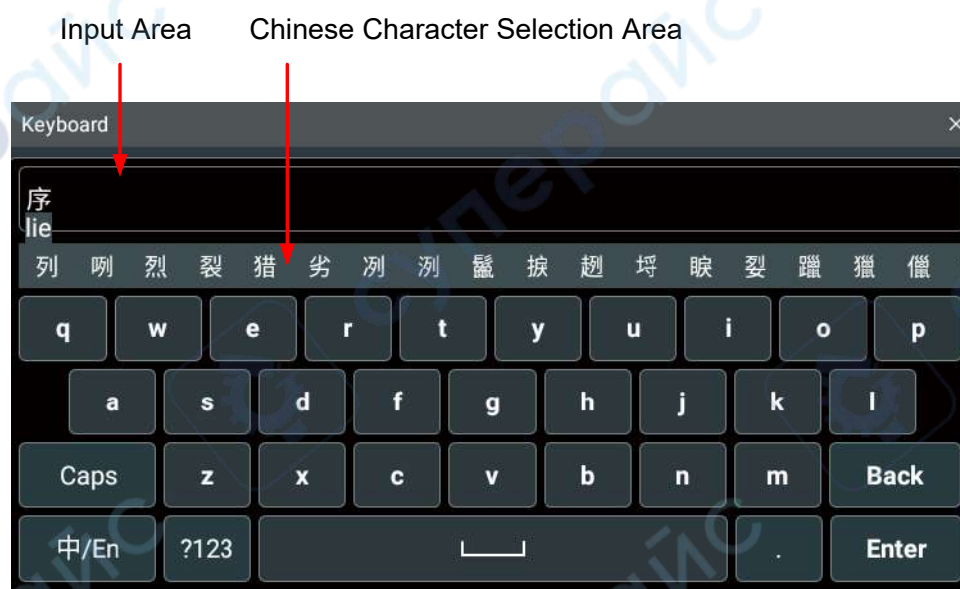 Input Area Chinese Character Selection Area
Keyboard ×
序
lie
列 咧 烈 裂 猎 劣 冽 洌 鬣 捩 趔 埒 睙 㤠 躐 獵 儠
q w e r t y u i o p
a s d f g h j k l
Caps z x c v b n m Back
中/En ?123 . Enter